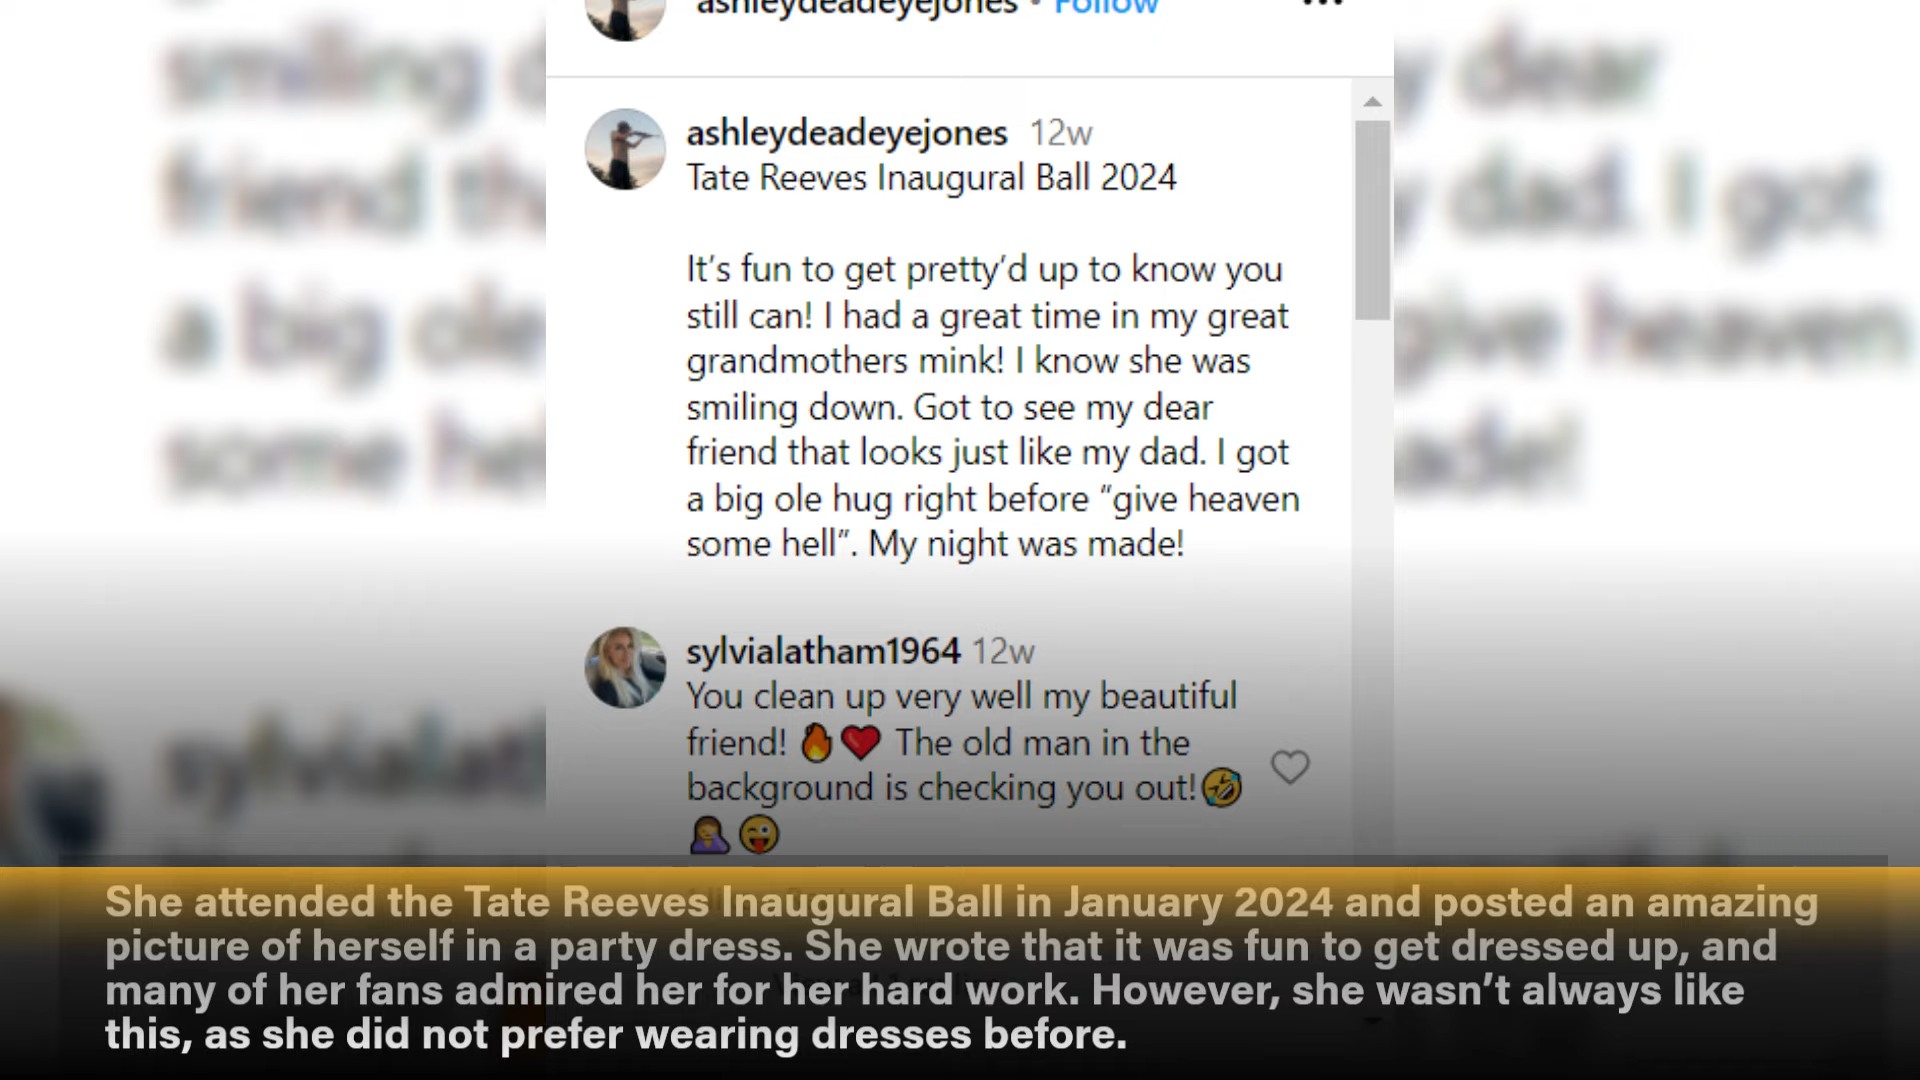 ashleydeadeyejones • Follow
ashleydeadeyejones 12w
Tate Reeves Inaugural Ball 2024
It's fun to get pretty'd up to know you
still can! I had a great time in my great
grandmothers mink! I know she was
smiling down. Got to see my dear
friend that looks just like my dad. I got
a big ole hug right before "give heaven
some hell". My night was made!
sylvialatham1964 12w
You clean up very well my beautiful
friend! 🔥❤️ The old man in the
background is checking you out!🤣
🤦‍♀️😜
She attended the Tate Reeves Inaugural Ball in January 2024 and posted an amazing
picture of herself in a party dress. She wrote that it was fun to get dressed up, and
many of her fans admired her for her hard work. However, she wasn't always like
this, as she did not prefer wearing dresses before.